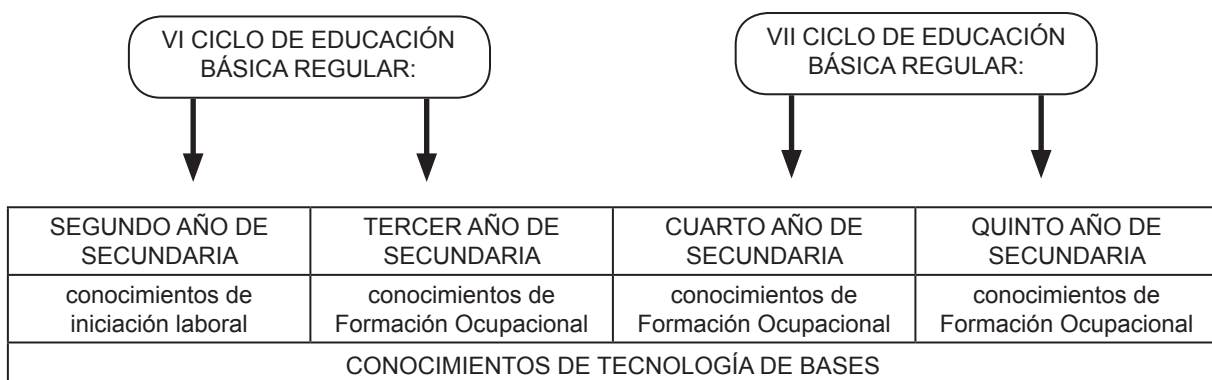 VI CICLO DE EDUCACIÓN
BÁSICA REGULAR:
VII CICLO DE EDUCACIÓN
BÁSICA REGULAR:
SEGUNDO AÑO DE
SECUNDARIA
TERCER AÑO DE
SECUNDARIA
CUARTO AÑO DE
SECUNDARIA
QUINTO AÑO DE
SECUNDARIA
conocimientos de
iniciación laboral
conocimientos de
Formación Ocupacional
conocimientos de
Formación Ocupacional
conocimientos de
Formación Ocupacional
CONOCIMIENTOS DE TECNOLOGÍA DE BASES